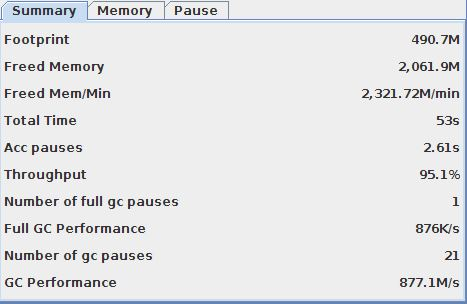 Summary Memory Pause
Footprint 490.7M
Freed Memory 2,061.9M
Freed Mem/Min 2,321.72M/min
Total Time 53s
Acc pauses 2.61s
Throughput 95.1%
Number of full gc pauses 1
Full GC Performance 876K/s
Number of gc pauses 21
GC Performance 877.1M/s